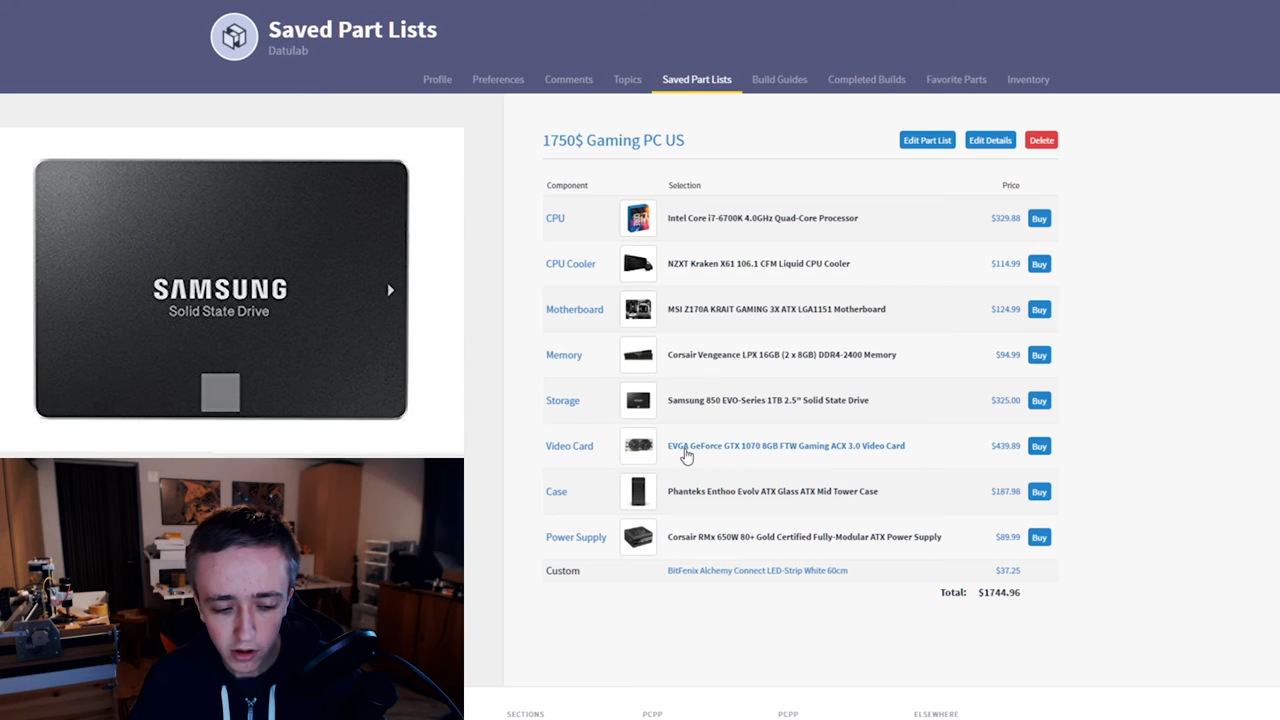 Saved Part Lists
Datulab
Profile Preferences Comments Topics Saved Part Lists Build Guides Completed Builds Favorite Parts Inventory
SAMSUNG
Solid State Drive
1750$ Gaming PC US Edit Part List Edit Details Delete
Component Selection Price
CPU Intel Core i7-6700K 4.0GHz Quad-Core Processor $329.88 Buy
CPU Cooler NZXT Kraken X61 106.1 CFM Liquid CPU Cooler $114.99 Buy
Motherboard MSI Z170A KRAIT GAMING 3X ATX LGA1151 Motherboard $124.99 Buy
Memory Corsair Vengeance LPX 16GB (2 x 8GB) DDR4-2400 Memory $94.99 Buy
Storage Samsung 850 EVO-Series 1TB 2.5" Solid State Drive $325.00 Buy
Video Card EVGA GeForce GTX 1070 8GB FTW Gaming ACX 3.0 Video Card $439.89 Buy
Case Phanteks Enthoo Evolv ATX Glass ATX Mid Tower Case $187.98 Buy
Power Supply Corsair RMx 650W 80+ Gold Certified Fully-Modular ATX Power Supply $89.99 Buy
Custom BitFenix Alchemy Connect LED-Strip White 60cm $37.25
Total: $1744.96
SECTIONS PCPP PCPP ELSEWHERE